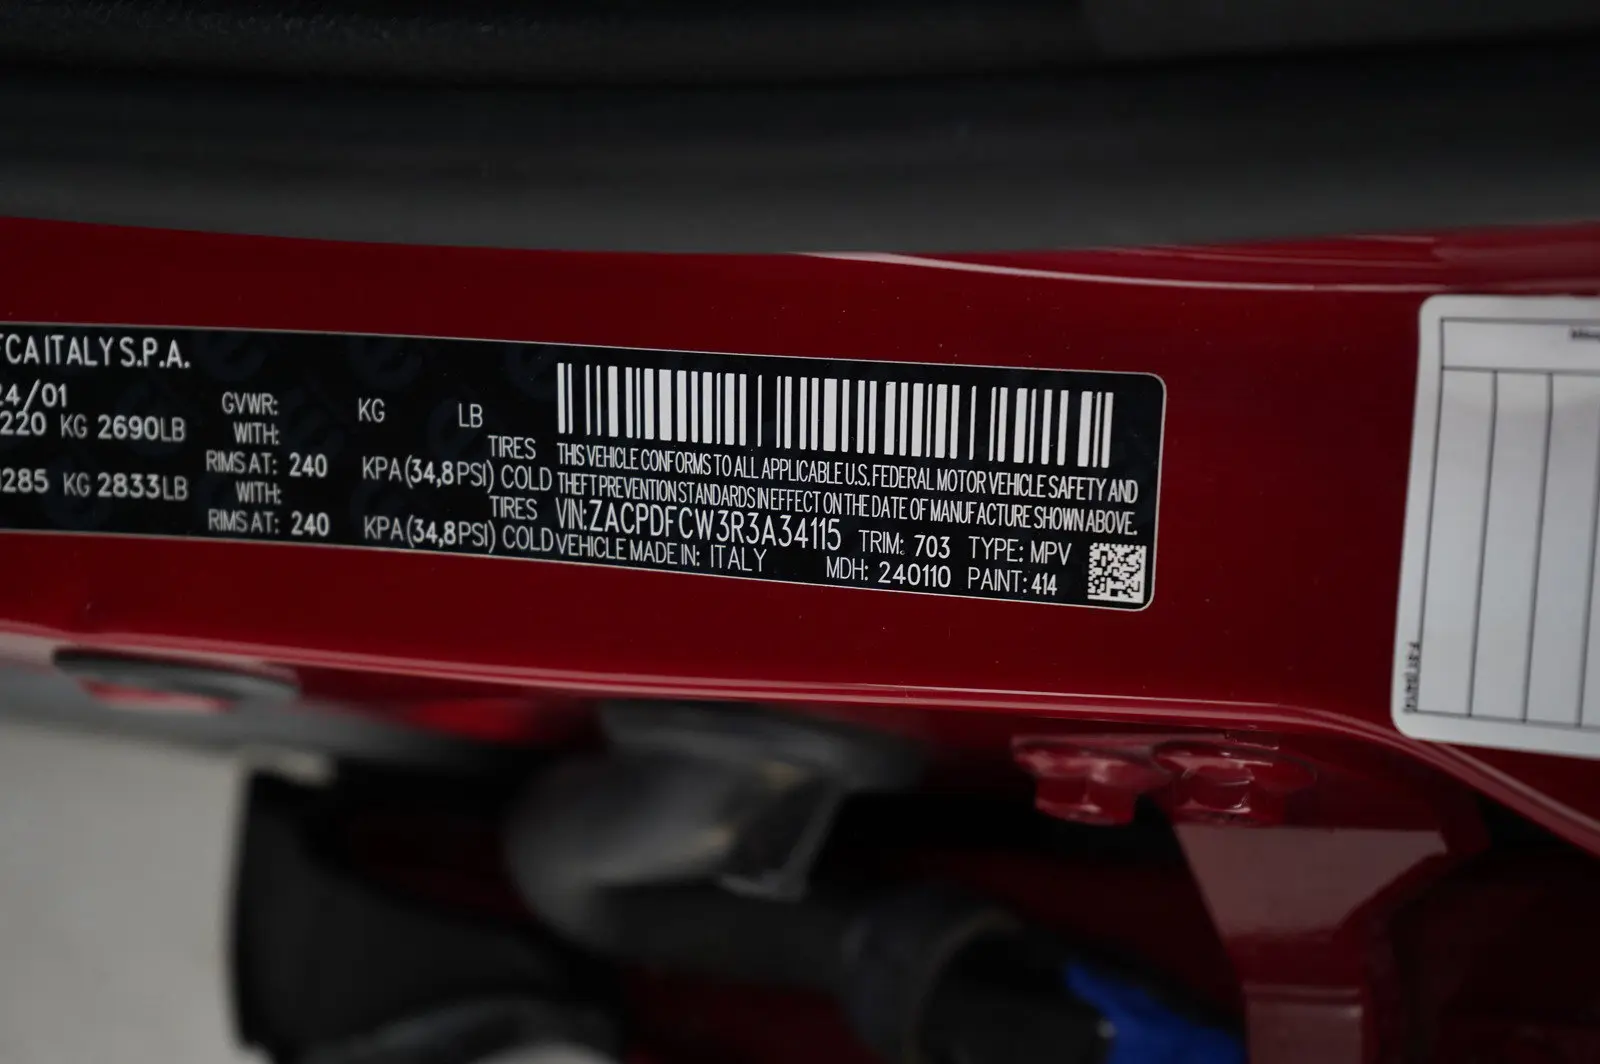 FCA ITALY S.P.A.
24/01
GVWR: KG LB
220 KG 2690LB
WITH: TIRES
RIMS AT: 240 KPA(34,8PSI) COLD
1285 KG 2833LB
WITH: TIRES
RIMS AT: 240 KPA(34,8PSI) COLD
THIS VEHICLE CONFORMS TO ALL APPLICABLE U.S. FEDERAL MOTOR VEHICLE SAFETY AND
THEFT PREVENTION STANDARDS IN EFFECT ON THE DATE OF MANUFACTURE SHOWN ABOVE.
VIN:ZACPDFCW3R3A34115 TRIM: 703 TYPE: MPV
VEHICLE MADE IN: ITALY MDH: 240110 PAINT: 414